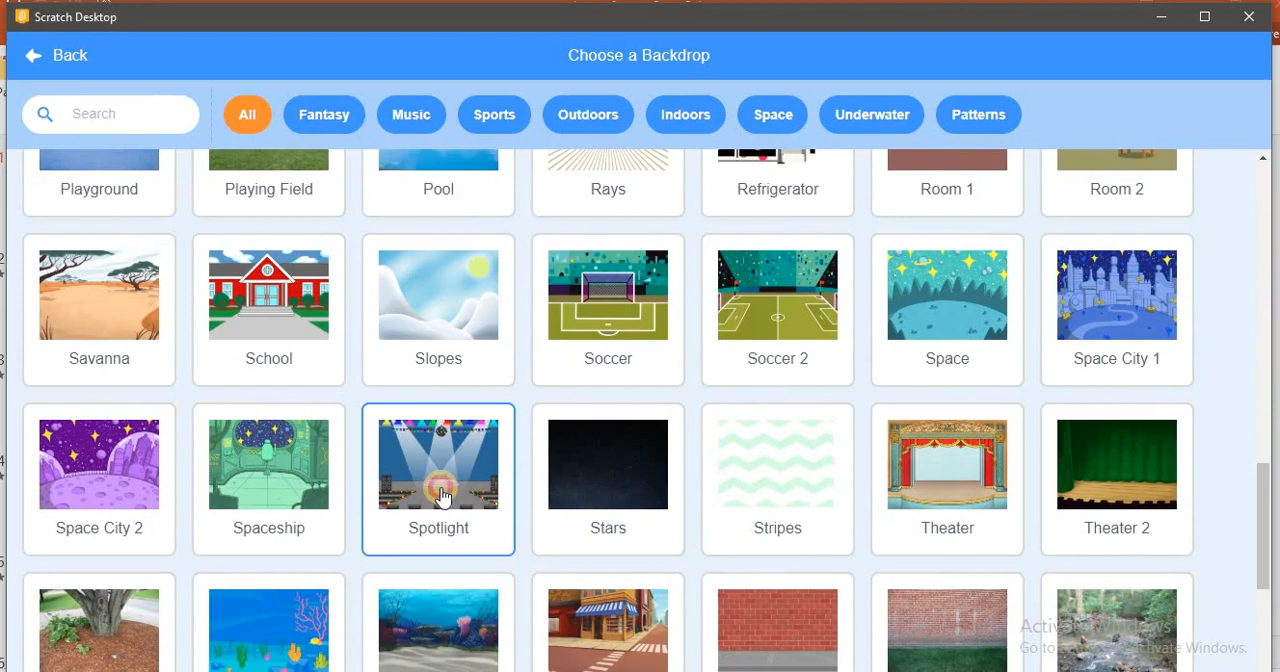 Scratch Desktop
Back
Choose a Backdrop
Search
All
Fantasy
Music
Sports
Outdoors
Indoors
Space
Underwater
Patterns
Playground
Playing Field
Pool
Rays
Refrigerator
Room 1
Room 2
Savanna
School
Slopes
Soccer
Soccer 2
Space
Space City 1
Space City 2
Spaceship
Spotlight
Stars
Stripes
Theater
Theater 2